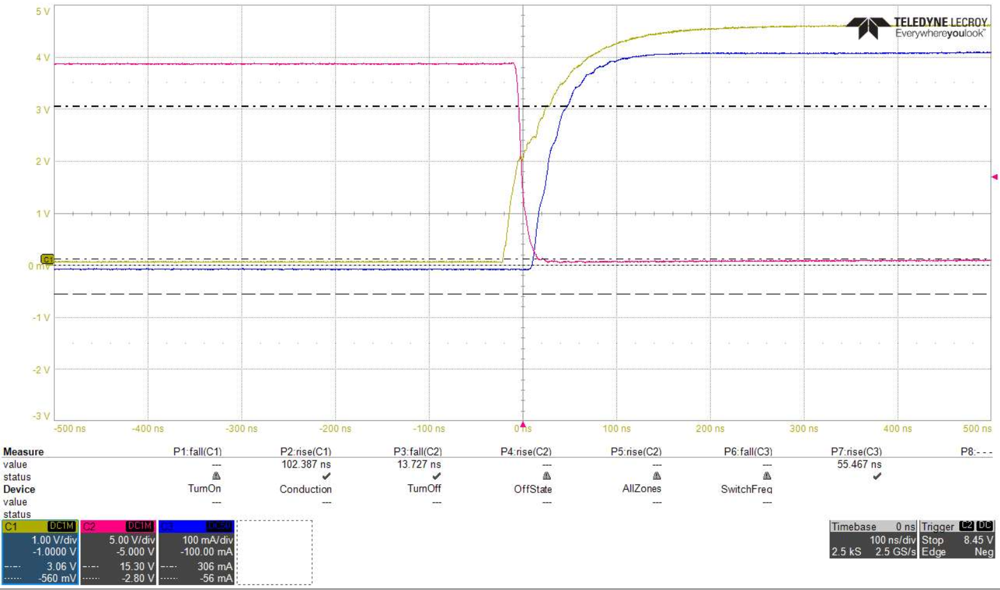 5 V
TELEDYNE LECROY
Everywhereyoulook™
4 V
3 V
2 V
1 V
C1
0 mV
-1 V
-2 V
-3 V
-500 ns -400 ns -300 ns -200 ns -100 ns 0 ns 100 ns 200 ns 300 ns 400 ns 500 ns
Measure P1:fall(C1) P2:rise(C1) P3:fall(C2) P4:rise(C2) P5:rise(C2) P6:fall(C3) P7:rise(C3) P8:- - -
value --- 102.387 ns 13.727 ns --- --- --- 55.467 ns
status
Device TurnOn Conduction TurnOff OffState AllZones SwitchFreq
value --- --- --- --- --- ---
status
C1 DC1M C2 DC1M C3 Timebase 0 ns Trigger C2 DC
1.00 V/div 5.00 V/div 100 mA/div 100 ns/div Stop 8.45 V
-1.0000 V -5.000 V -100.00 mA 2.5 kS 2.5 GS/s Edge Neg
3.06 V 15.30 V 306 mA
-560 mV -2.80 V -56 mA